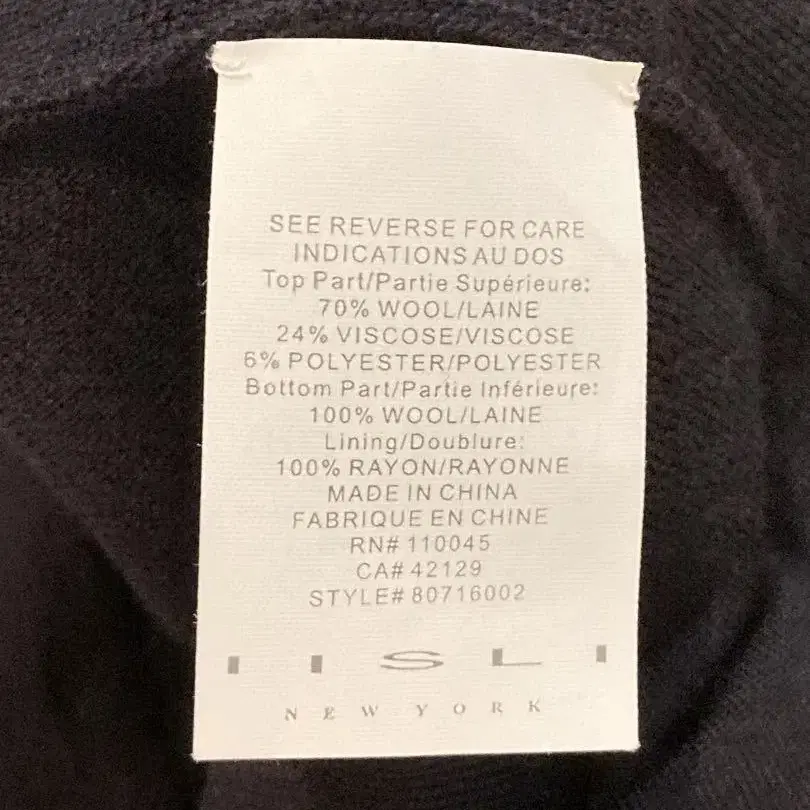 SEE REVERSE FOR CARE
INDICATIONS AU DOS
Top Part/Partie Supérieure:
70% WOOL/LAINE
24% VISCOSE/VISCOSE
6% POLYESTER/POLYESTER
Bottom Part/Partie Inférieure:
100% WOOL/LAINE
Lining/Doublure:
100% RAYON/RAYONNE
MADE IN CHINA
FABRIQUE EN CHINE
RN# 110045
CA# 42129
STYLE# 80716002
IISLI
NEW YORK